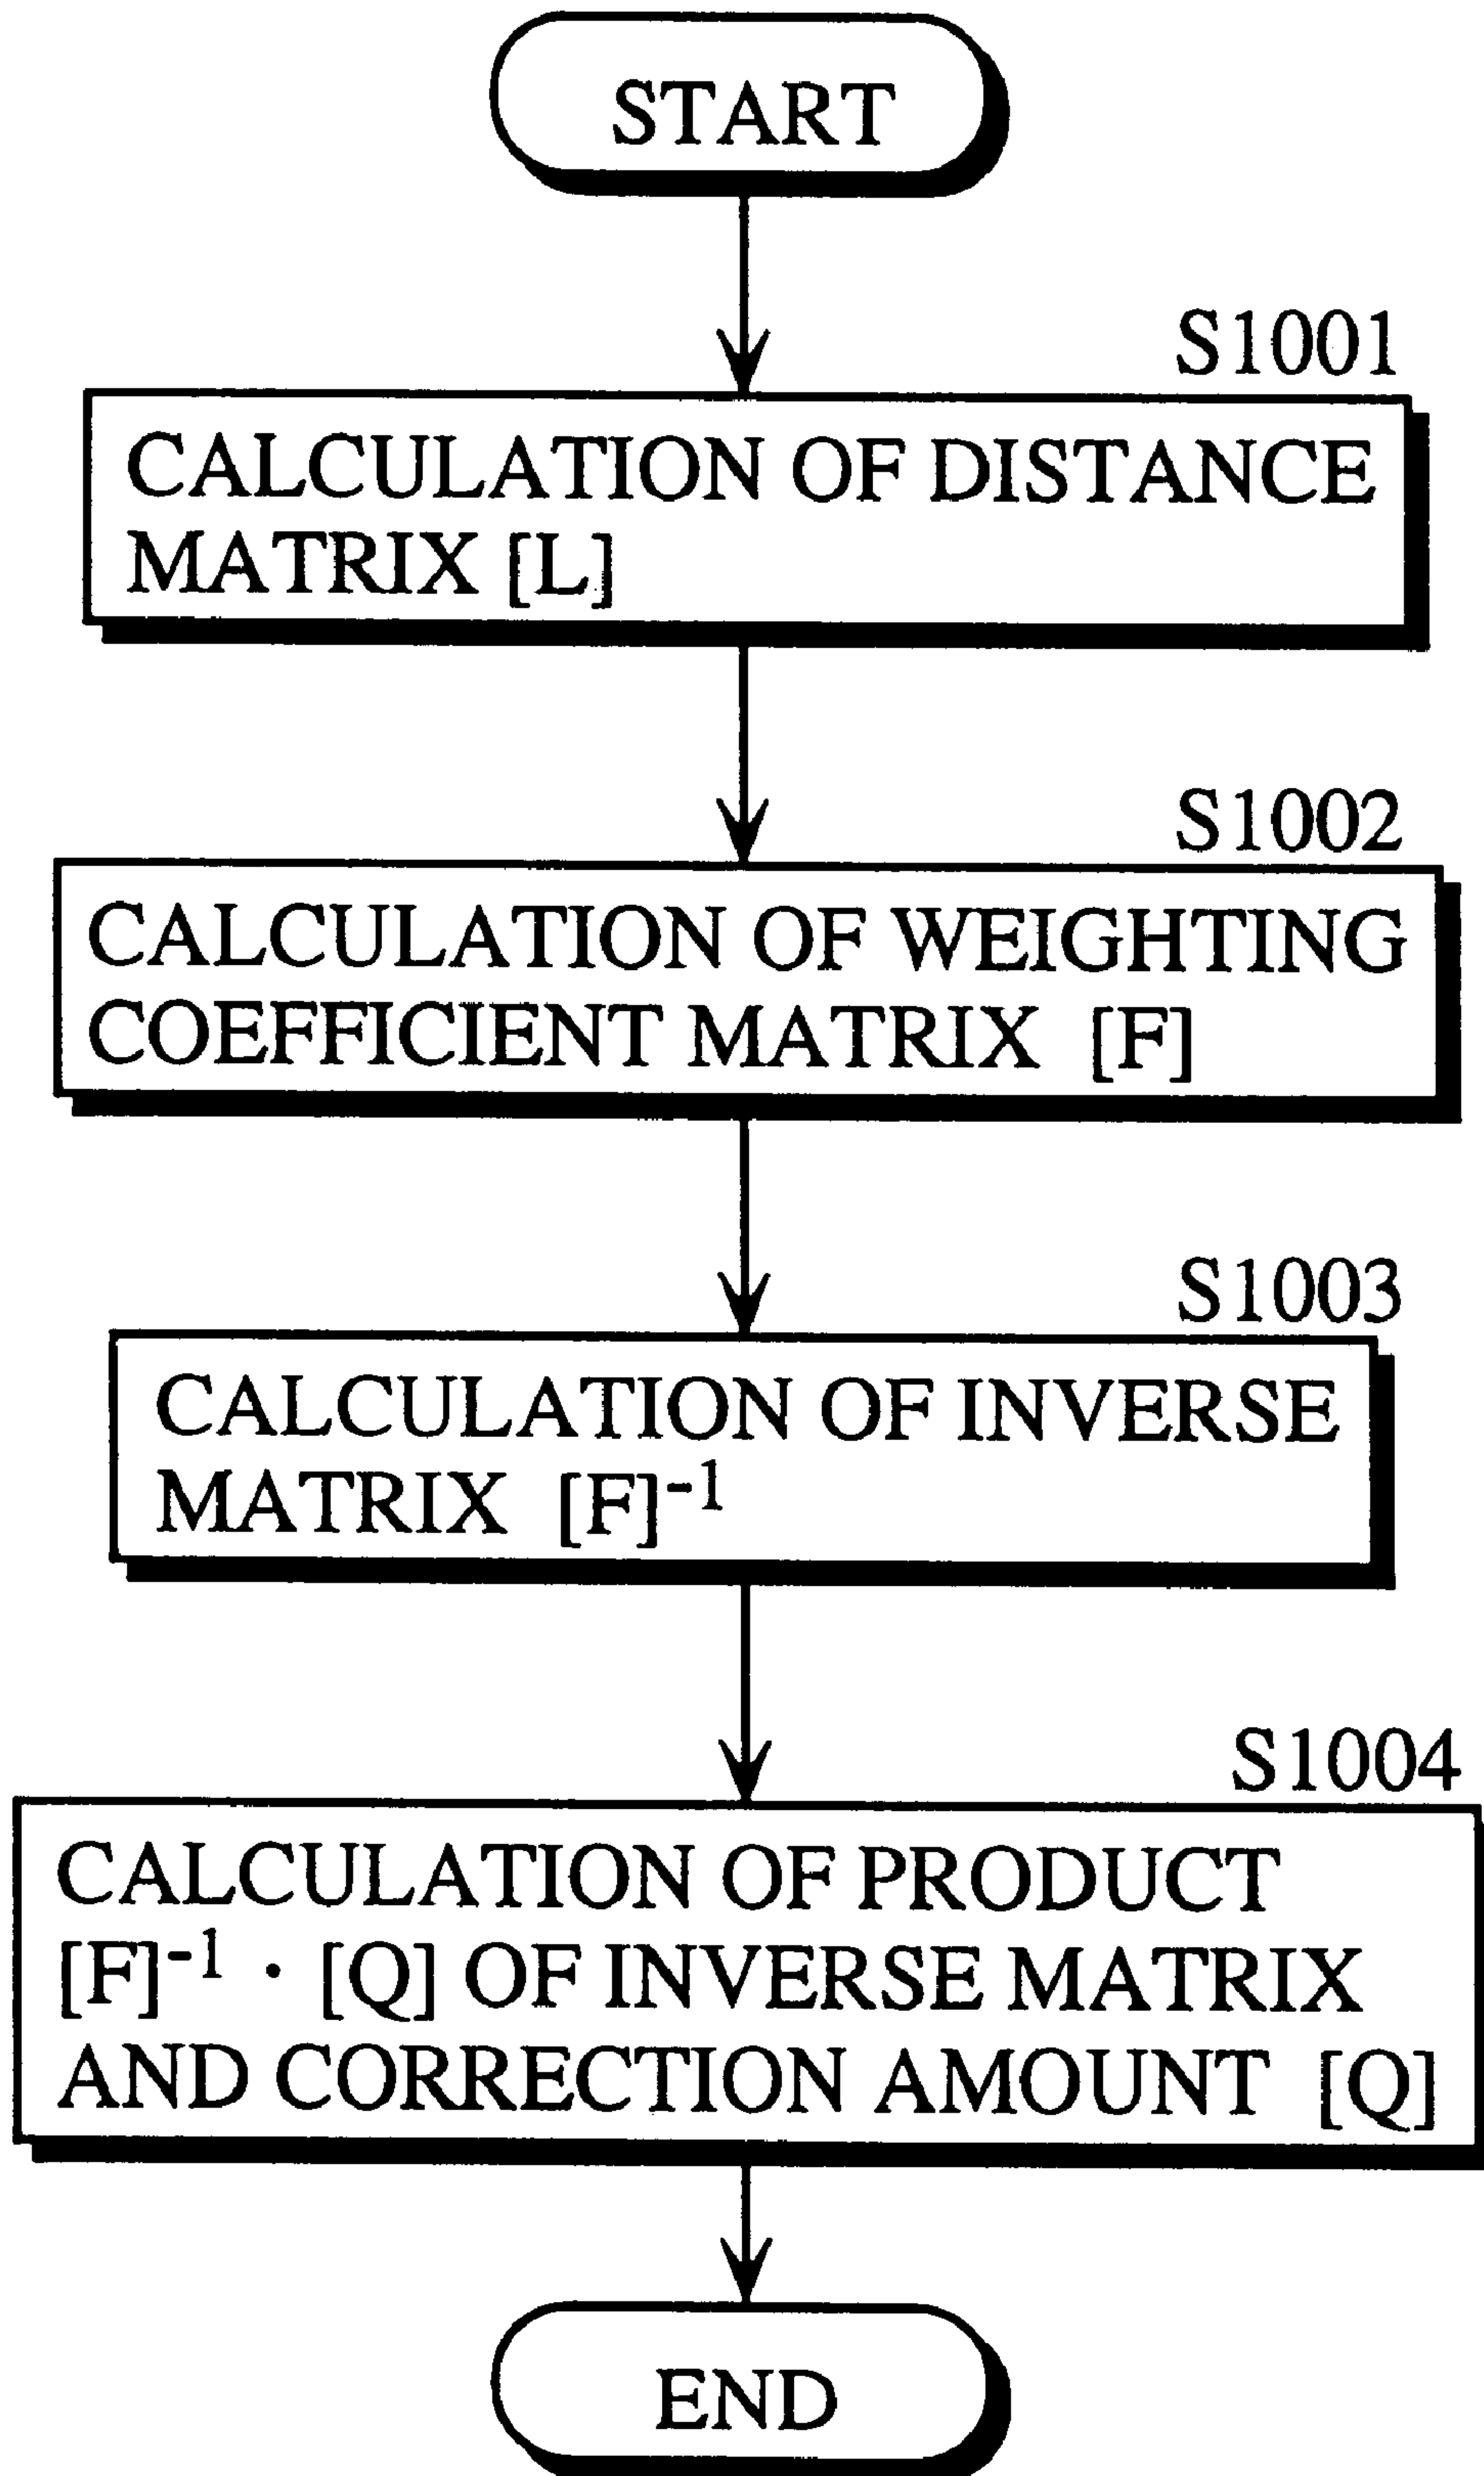 START
S1001
CALCULATION OF DISTANCE
MATRIX [L]
S1002
CALCULATION OF WEIGHTING
COEFFICIENT MATRIX [F]
S1003
CALCULATION OF INVERSE
MATRIX [F]⁻¹
S1004
CALCULATION OF PRODUCT
[F]⁻¹ · [Q] OF INVERSE MATRIX
AND CORRECTION AMOUNT [Q]
END